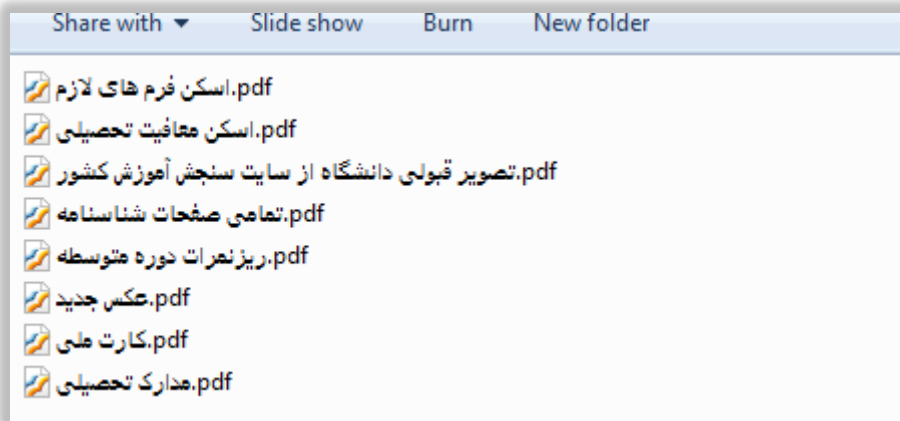 Share with Slide show Burn New folder
اسکن فرم های لازم.pdf
اسکن معافیت تحصیلی.pdf
تصویر قبولی دانشگاه از سایت سنجش آموزش کشور.pdf
تمامی صفحات شناسنامه.pdf
ریزنمرات دوره متوسطه.pdf
عکس جدید.pdf
کارت ملی.pdf
مدارک تحصیلی.pdf